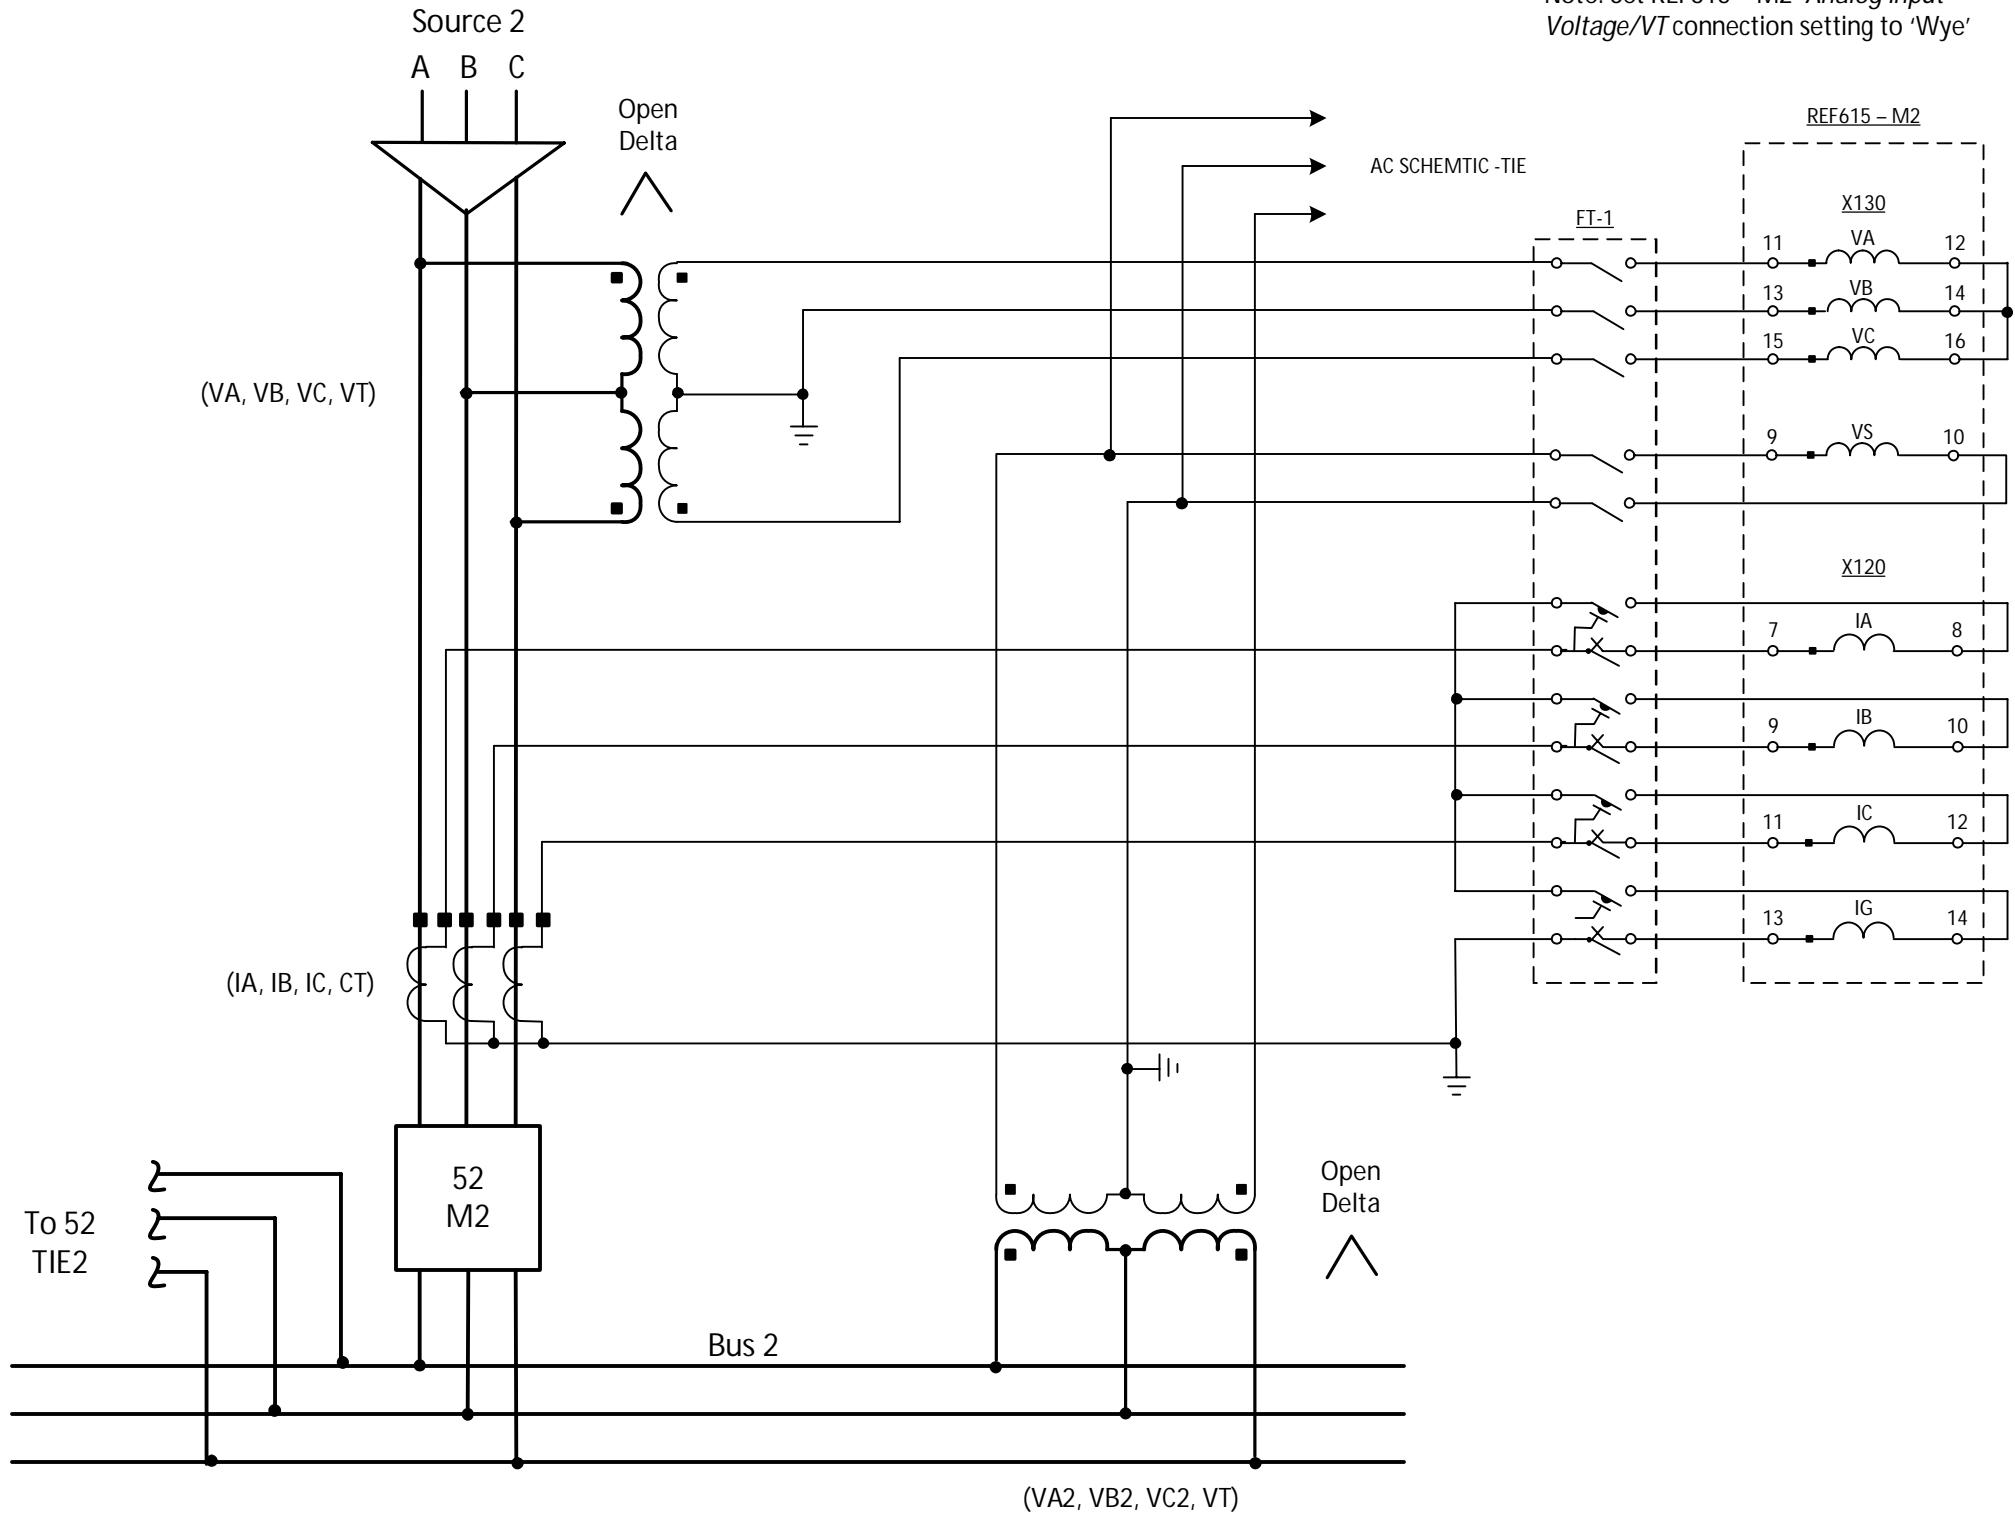 Voltage/VT connection setting to ‘Wye’
Source 2
A B C
Open
Delta
REF615 – M2
AC SCHEMTIC -TIE
FT-1
X130
11 VA 12
13 VB 14
15 VC 16
(VA, VB, VC, VT)
9 VS 10
X120
7 IA 8
9 IB 10
11 IC 12
13 IG 14
(IA, IB, IC, CT)
52
M2
To 52
TIE2
Open
Delta
Bus 2
(VA2, VB2, VC2, VT)